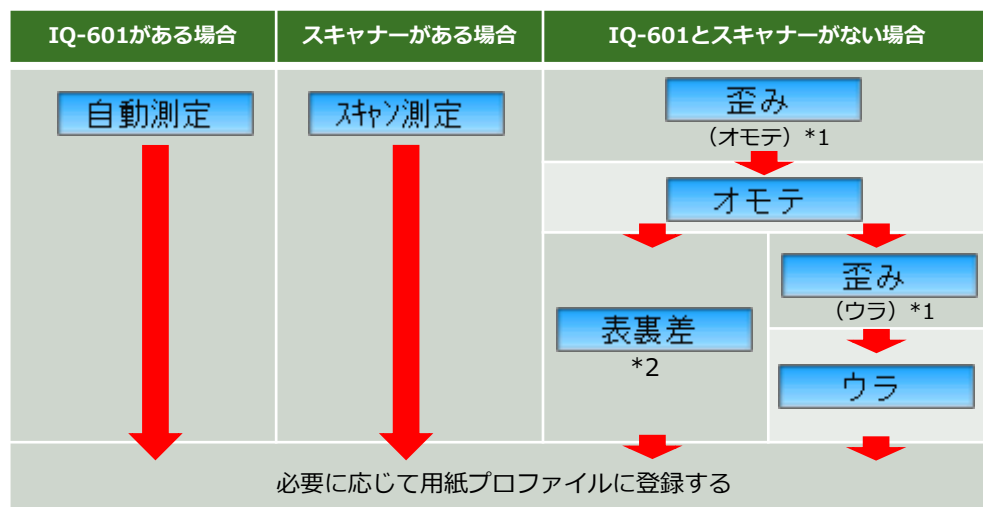 IQ-601がある場合
スキャナーがある場合
IQ-601とスキャナーがない場合
自動測定
ｽｷｬﾝ測定
歪み
（オモテ）*1
オモテ
表裏差
*2
歪み
（ウラ）*1
ウラ
必要に応じて用紙プロファイルに登録する